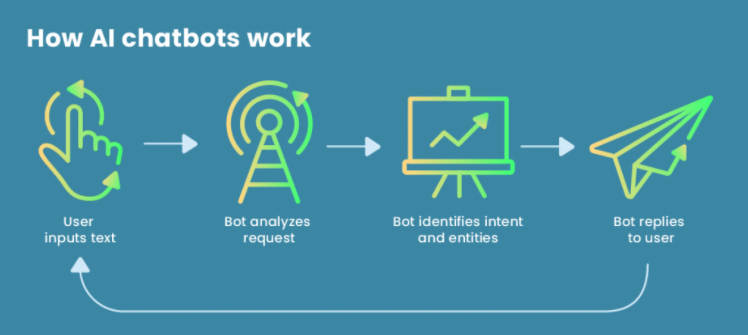 How AI chatbots work
User
inputs text
Bot analyzes
request
Bot identifies intent
and entities
Bot replies
to user